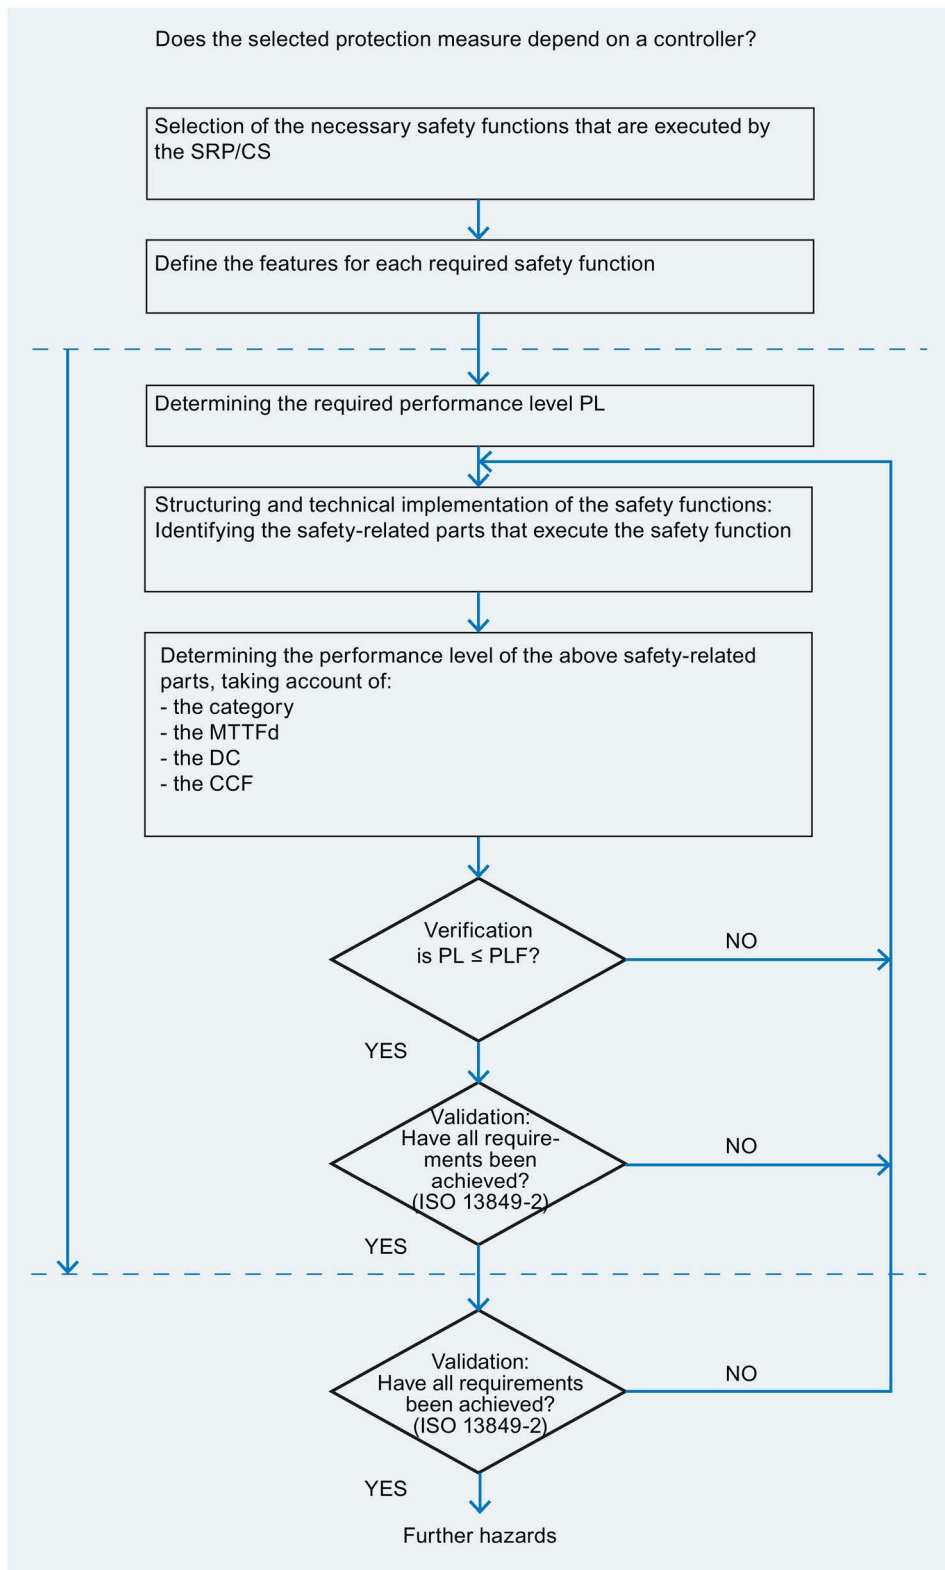 Does the selected protection measure depend on a controller?
Selection of the necessary safety functions that are executed by
the SRP/CS
Define the features for each required safety function
Determining the required performance level PL
Structuring and technical implementation of the safety functions:
Identifying the safety-related parts that execute the safety function
Determining the performance level of the above safety-related
parts, taking account of:
- the category
- the MTTFd
- the DC
- the CCF
Verification
is PL ≤ PLF?
NO
YES
Validation:
Have all require-
ments been
achieved?
(ISO 13849-2)
NO
YES
Validation:
Have all requirements
been achieved?
(ISO 13849-2)
NO
YES
Further hazards